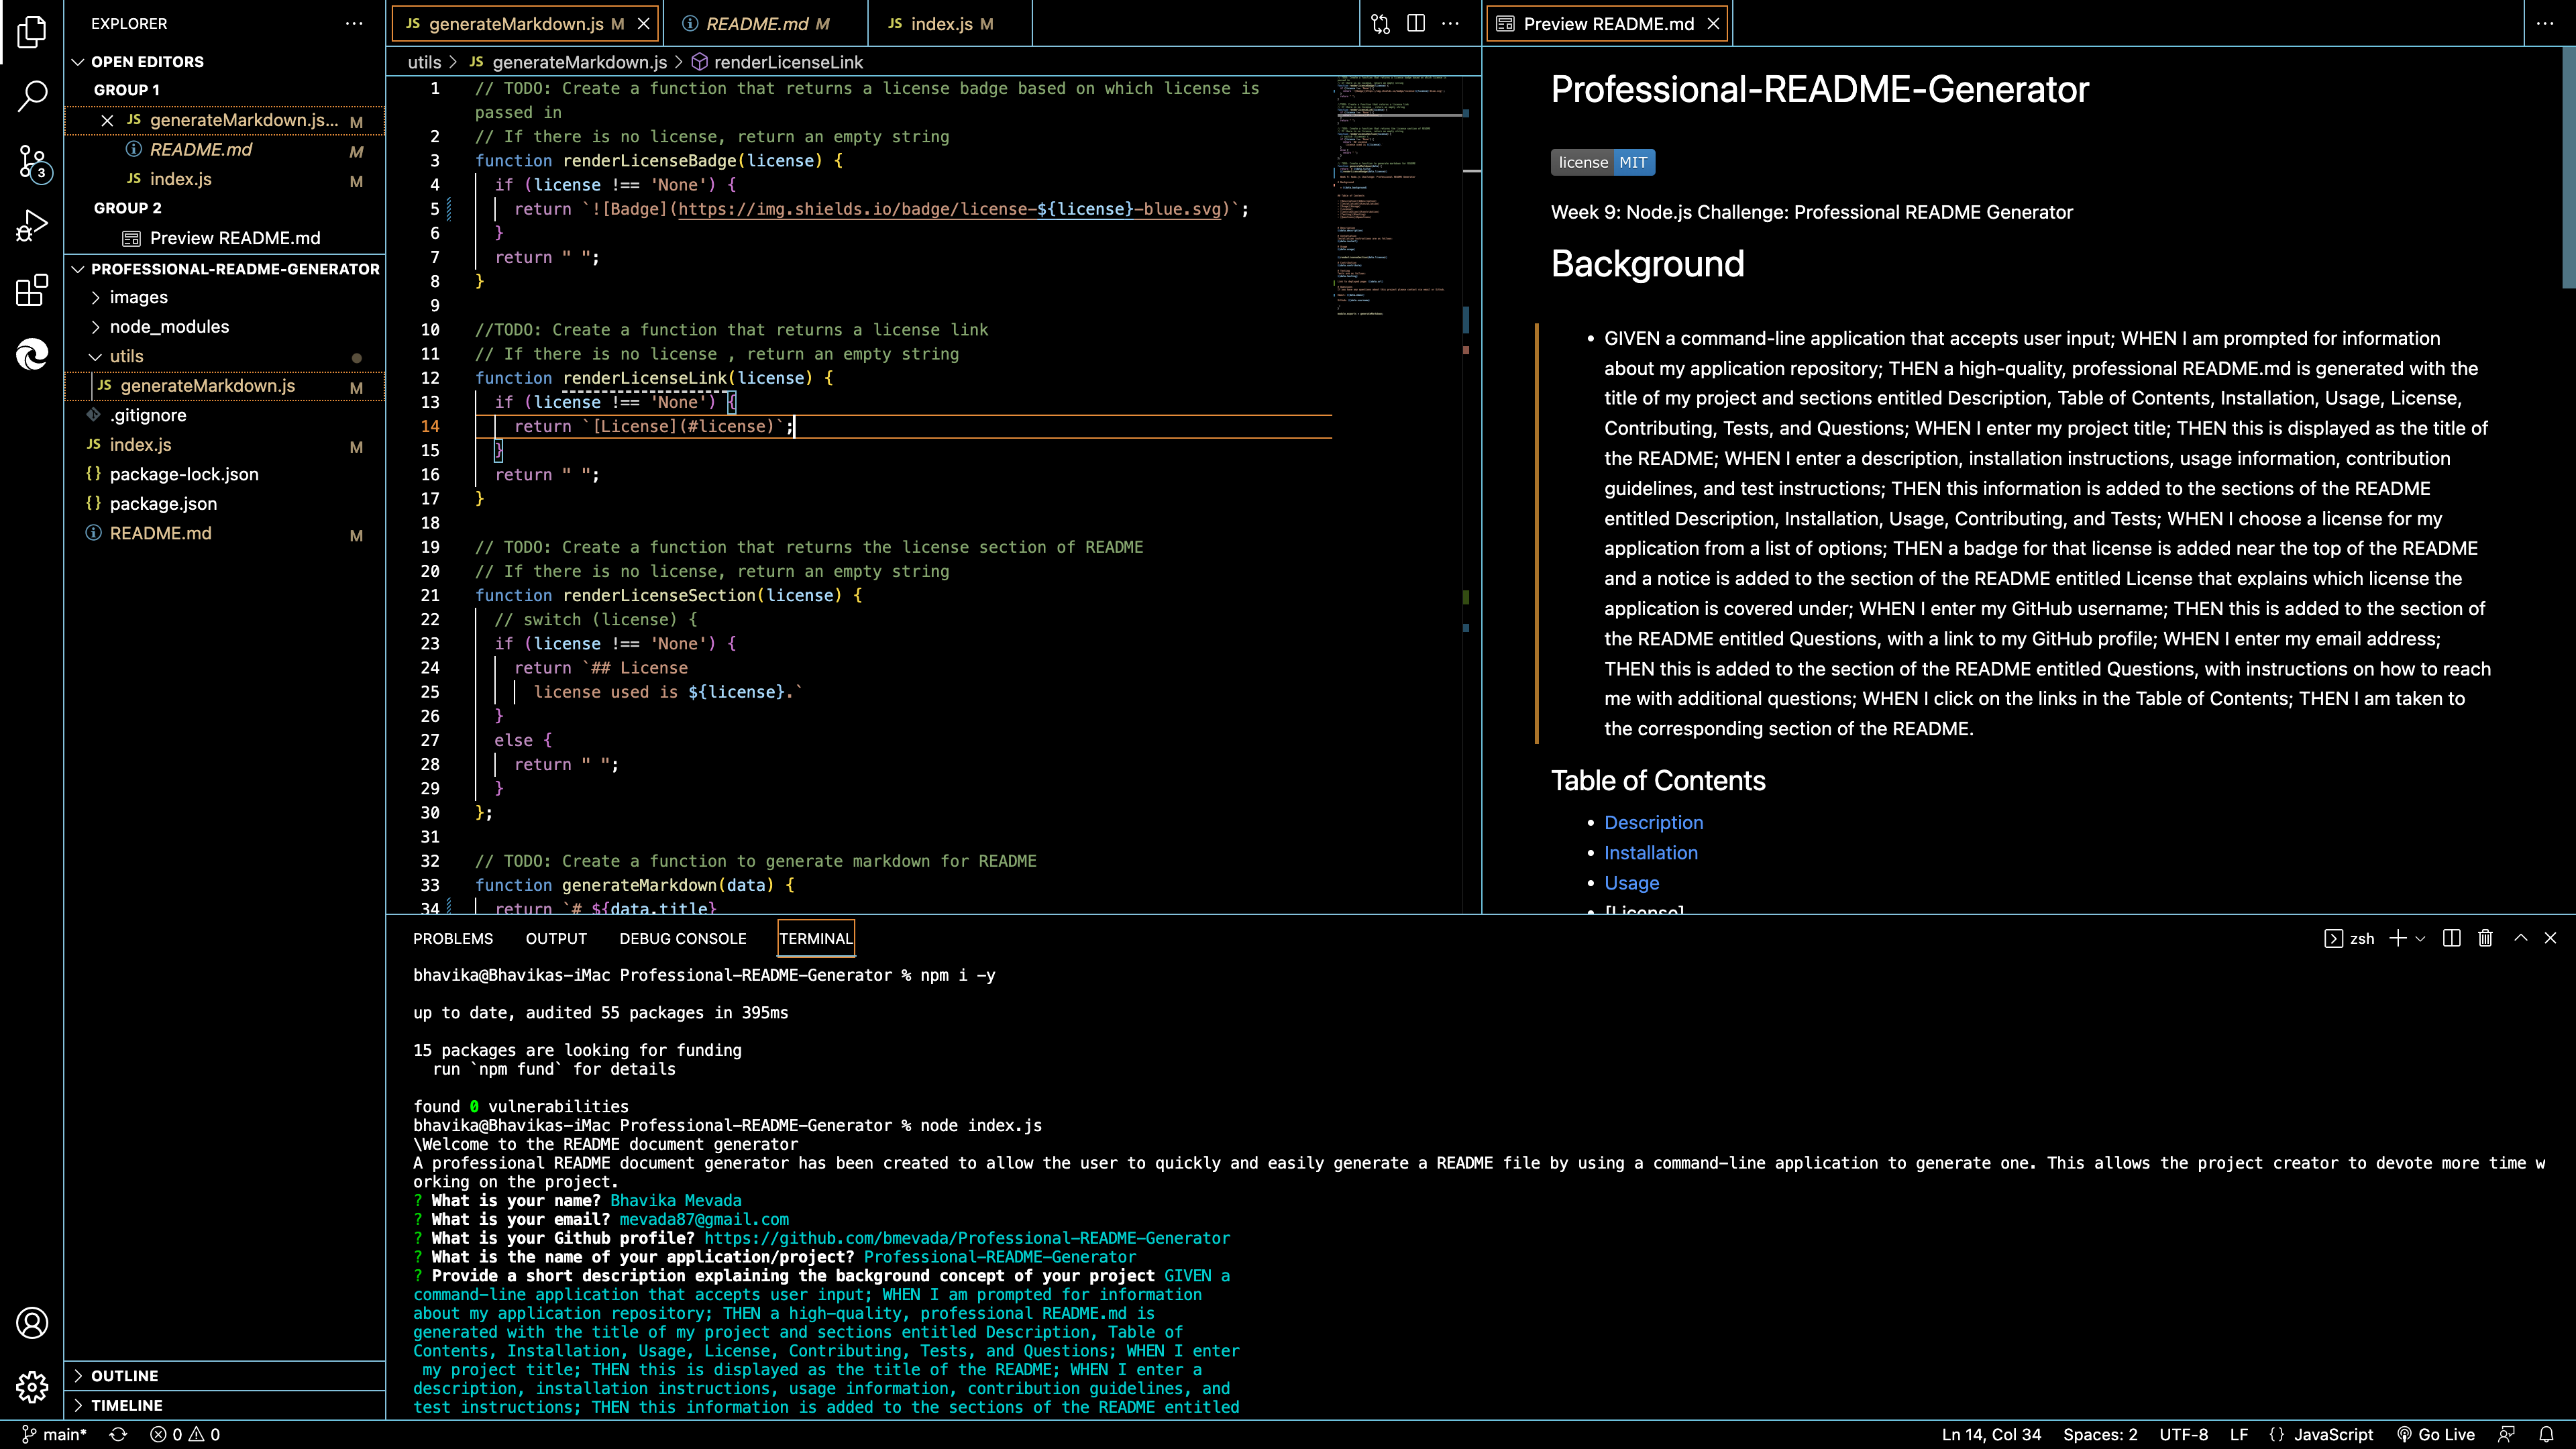 EXPLORER
OPEN EDITORS
GROUP 1
JS generateMarkdown.js... M
README.md M
JS index.js M
GROUP 2
Preview README.md
PROFESSIONAL-README-GENERATOR
images
node_modules
utils
JS generateMarkdown.js M
.gitignore
JS index.js M
{} package-lock.json
{} package.json
README.md M
OUTLINE
TIMELINE
3
JS generateMarkdown.js M
README.md M
JS index.js M
utils > JS generateMarkdown.js > renderLicenseLink
1 // TODO: Create a function that returns a license badge based on which license is
passed in
2 // If there is no license, return an empty string
3 function renderLicenseBadge(license) {
4 if (license !== 'None') {
5 return `![Badge](https://img.shields.io/badge/license-${license}-blue.svg)`;
6 }
7 return " ";
8 }
9
10 //TODO: Create a function that returns a license link
11 // If there is no license , return an empty string
12 function renderLicenseLink(license) {
13 if (license !== 'None') {
14 return `[License](#license)`;
15 }
16 return " ";
17 }
18
19 // TODO: Create a function that returns the license section of README
20 // If there is no license, return an empty string
21 function renderLicenseSection(license) {
22 // switch (license) {
23 if (license !== 'None') {
24 return `## License
25 license used is ${license}.`
26 }
27 else {
28 return " ";
29 }
30 };
31
32 // TODO: Create a function to generate markdown for README
33 function generateMarkdown(data) {
34 return `# ${data.title}
Preview README.md
Professional-README-Generator
license MIT
Week 9: Node.js Challenge: Professional README Generator
Background
• GIVEN a command-line application that accepts user input; WHEN I am prompted for information
about my application repository; THEN a high-quality, professional README.md is generated with the
title of my project and sections entitled Description, Table of Contents, Installation, Usage, License,
Contributing, Tests, and Questions; WHEN I enter my project title; THEN this is displayed as the title of
the README; WHEN I enter a description, installation instructions, usage information, contribution
guidelines, and test instructions; THEN this information is added to the sections of the README
entitled Description, Installation, Usage, Contributing, and Tests; WHEN I choose a license for my
application from a list of options; THEN a badge for that license is added near the top of the README
and a notice is added to the section of the README entitled License that explains which license the
application is covered under; WHEN I enter my GitHub username; THEN this is added to the section of
the README entitled Questions, with a link to my GitHub profile; WHEN I enter my email address;
THEN this is added to the section of the README entitled Questions, with instructions on how to reach
me with additional questions; WHEN I click on the links in the Table of Contents; THEN I am taken to
the corresponding section of the README.
Table of Contents
• Description
• Installation
• Usage
• [License]
PROBLEMS OUTPUT DEBUG CONSOLE TERMINAL
zsh
bhavika@Bhavikas-iMac Professional-README-Generator % npm i -y
up to date, audited 55 packages in 395ms
15 packages are looking for funding
run `npm fund` for details
found 0 vulnerabilities
bhavika@Bhavikas-iMac Professional-README-Generator % node index.js
\Welcome to the README document generator
A professional README document generator has been created to allow the user to quickly and easily generate a README file by using a command-line application to generate one. This allows the project creator to devote more time w
orking on the project.
? What is your name? Bhavika Mevada
? What is your email? mevada87@gmail.com
? What is your Github profile? https://github.com/bmevada/Professional-README-Generator
? What is the name of your application/project? Professional-README-Generator
? Provide a short description explaining the background concept of your project GIVEN a
command-line application that accepts user input; WHEN I am prompted for information
about my application repository; THEN a high-quality, professional README.md is
generated with the title of my project and sections entitled Description, Table of
Contents, Installation, Usage, License, Contributing, Tests, and Questions; WHEN I enter
my project title; THEN this is displayed as the title of the README; WHEN I enter a
description, installation instructions, usage information, contribution guidelines, and
test instructions; THEN this information is added to the sections of the README entitled
main* 0 0
Ln 14, Col 34 Spaces: 2 UTF-8 LF {} JavaScript Go Live